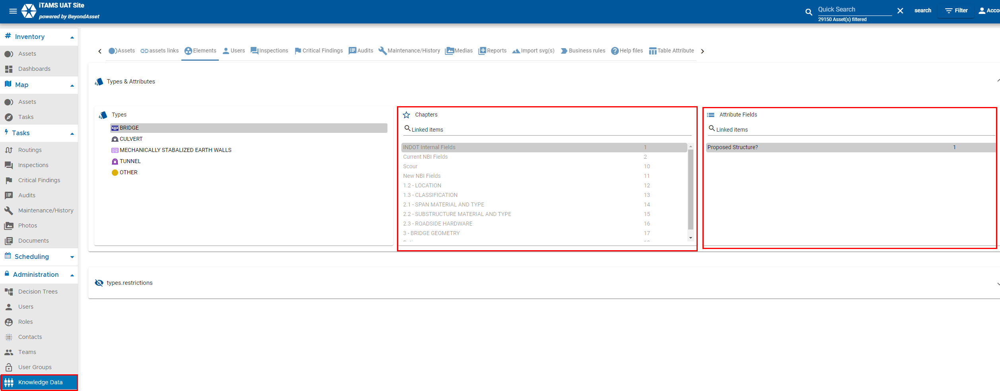 iTAMS UAT Site
powered by BeyondAsset
Quick Search
29150 Asset(s) filtered
search
Filter
Inventory
Assets
Dashboards
Map
Assets
Tasks
Tasks
Routings
Inspections
Critical Findings
Audits
Maintenance/History
Photos
Documents
Scheduling
Administration
Decision Trees
Users
Roles
Contacts
Teams
User Groups
Knowledge Data
Assets assets links Elements Users Inspections Critical Findings Audits Maintenance/History Medias Reports Import svg(s) Business rules Help files Table Attribute
Types & Attributes
Types
BRIDGE
CULVERT
MECHANICALLY STABALIZED EARTH WALLS
TUNNEL
OTHER
Chapters
Linked items
INDOT Internal Fields 1
Current NBI Fields 2
Scour 10
New NBI Fields 11
1.2 - LOCATION 12
1.3 - CLASSIFICATION 13
2.1 - SPAN MATERIAL AND TYPE 14
2.2 - SUBSTRUCTURE MATERIAL AND TYPE 15
2.3 - ROADSIDE HARDWARE 16
3 - BRIDGE GEOMETRY 17
Attribute Fields
Linked items
Proposed Structure? 1
types.restrictions